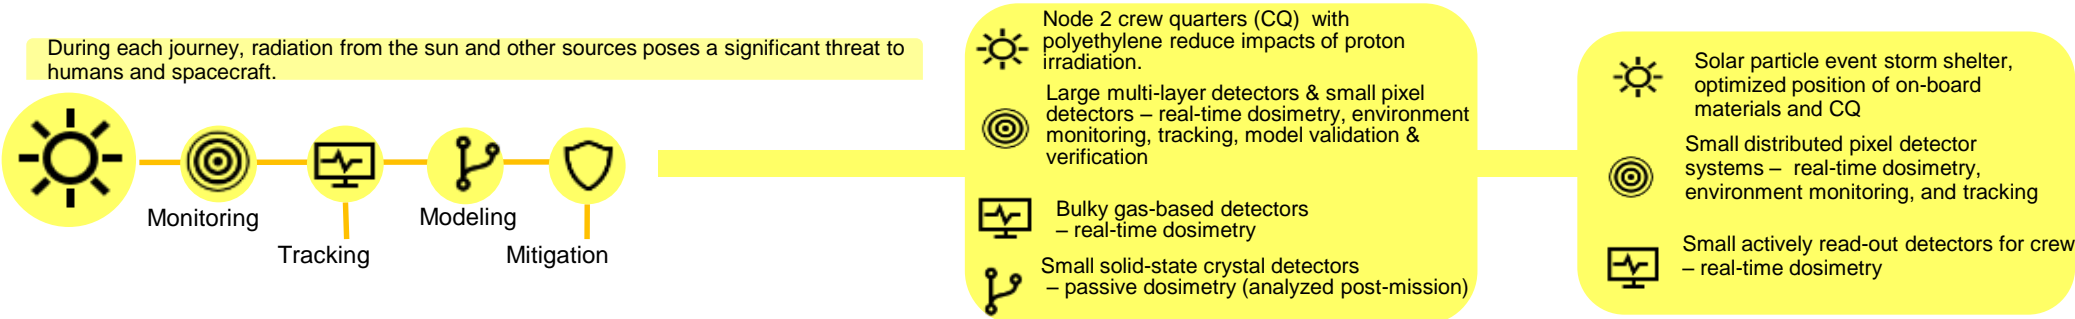 During each journey, radiation from the sun and other sources poses a significant threat to
humans and spacecraft.
Monitoring
Tracking
Modeling
Mitigation
Node 2 crew quarters (CQ) with
polyethylene reduce impacts of proton
irradiation.
Large multi-layer detectors & small pixel
detectors – real-time dosimetry, environment
monitoring, tracking, model validation &
verification
Bulky gas-based detectors
– real-time dosimetry
Small solid-state crystal detectors
– passive dosimetry (analyzed post-mission)
Solar particle event storm shelter,
optimized position of on-board
materials and CQ
Small distributed pixel detector
systems – real-time dosimetry,
environment monitoring, and tracking
Small actively read-out detectors for crew
– real-time dosimetry